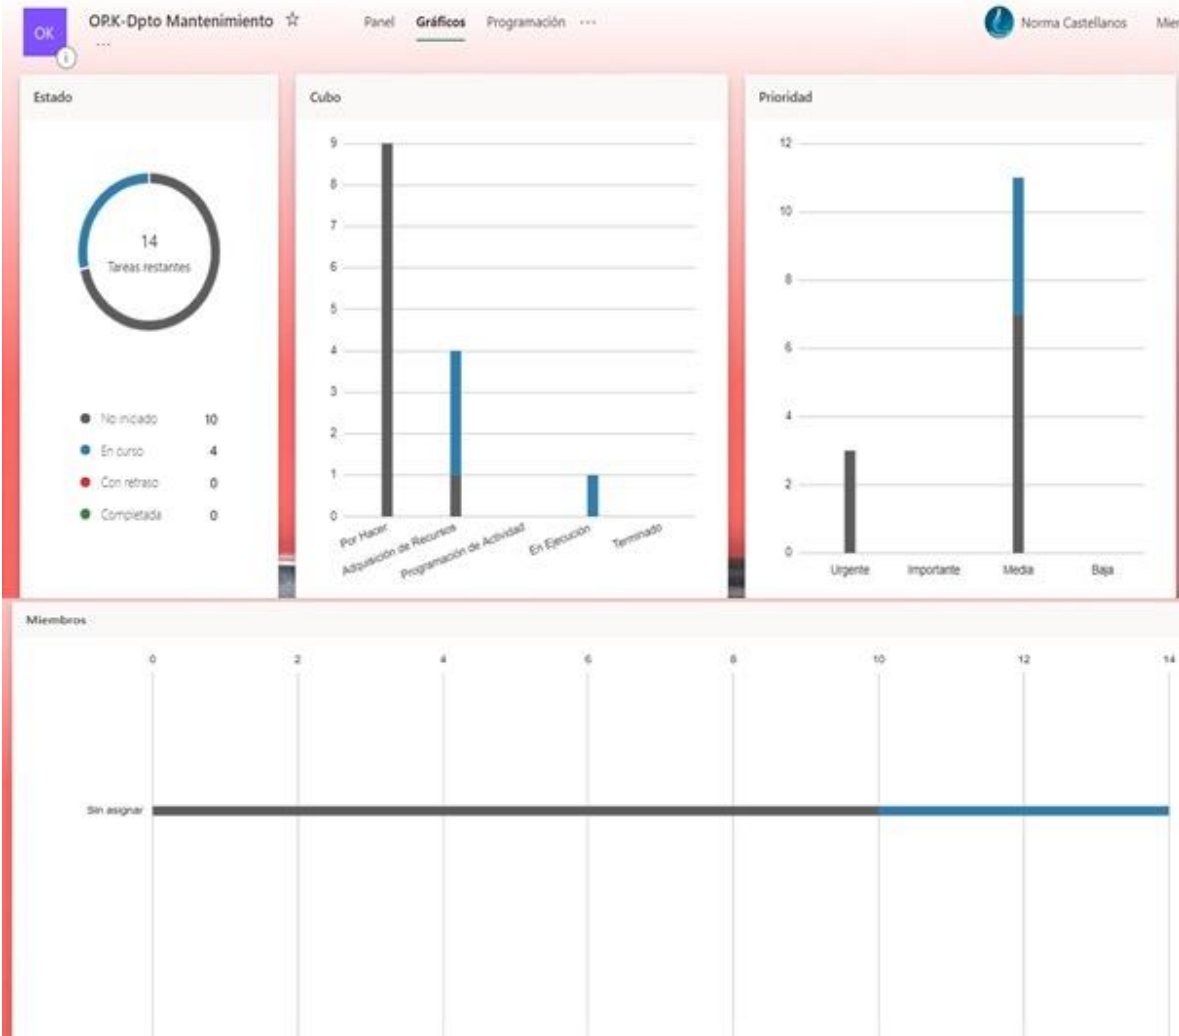 OK
OP.K-Dpto Mantenimiento
Panel Gráficos Programación
Norma Castellanos
i
Estado
14
Tareas restantes
No iniciado 10
En curso 4
Con retraso 0
Completada 0
Cubo
9
8
7
6
5
4
3
2
1
0
Por Hacer
Adquisición de Recursos
Programación de Actividad
En Ejecución
Terminado
Prioridad
12
10
8
6
4
2
0
Urgente Importante Media Baja
Miembros
0 2 4 6 8 10 12 14
Sin asignar